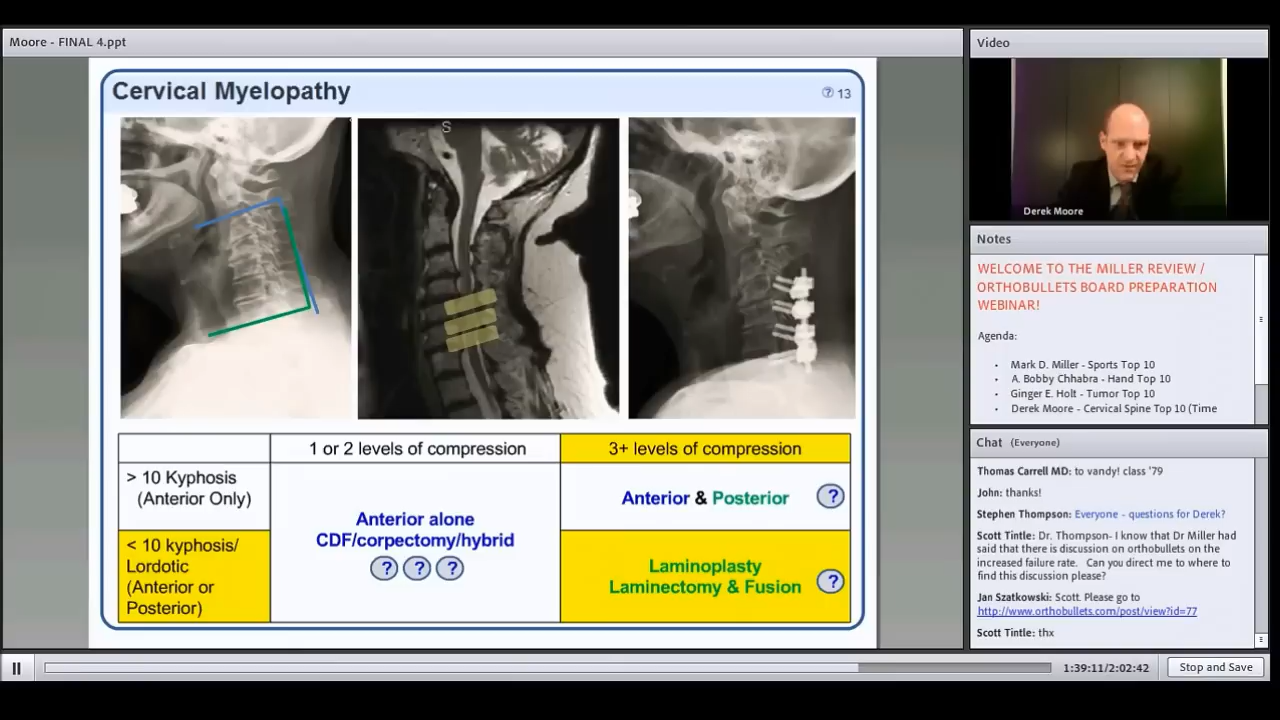 Moore - FINAL 4.ppt
Cervical Myelopathy
? 13
S
1 or 2 levels of compression
3+ levels of compression
> 10 Kyphosis
(Anterior Only)
Anterior alone
CDF/corpectomy/hybrid
? ? ?
Anterior & Posterior ?
< 10 kyphosis/
Lordotic
(Anterior or
Posterior)
Laminoplasty
Laminectomy & Fusion ?
Video
Derek Moore
Notes
WELCOME TO THE MILLER REVIEW /
ORTHOBULLETS BOARD PREPARATION
WEBINAR!
Agenda:
• Mark D. Miller - Sports Top 10
• A. Bobby Chhabra - Hand Top 10
• Ginger E. Holt - Tumor Top 10
• Derek Moore - Cervical Spine Top 10 (Time
Chat (Everyone)
Thomas Carrell MD: to vandy! class '79
John: thanks!
Stephen Thompson: Everyone - questions for Derek?
Scott Tintle: Dr. Thompson- I know that Dr Miller had
said that there is discussion on orthobullets on the
increased failure rate. Can you direct me to where to
find this discussion please?
Jan Szatkowski: Scott. Please go to
http://www.orthobullets.com/post/view?id=77
Scott Tintle: thx
1:39:11/2:02:42
Stop and Save